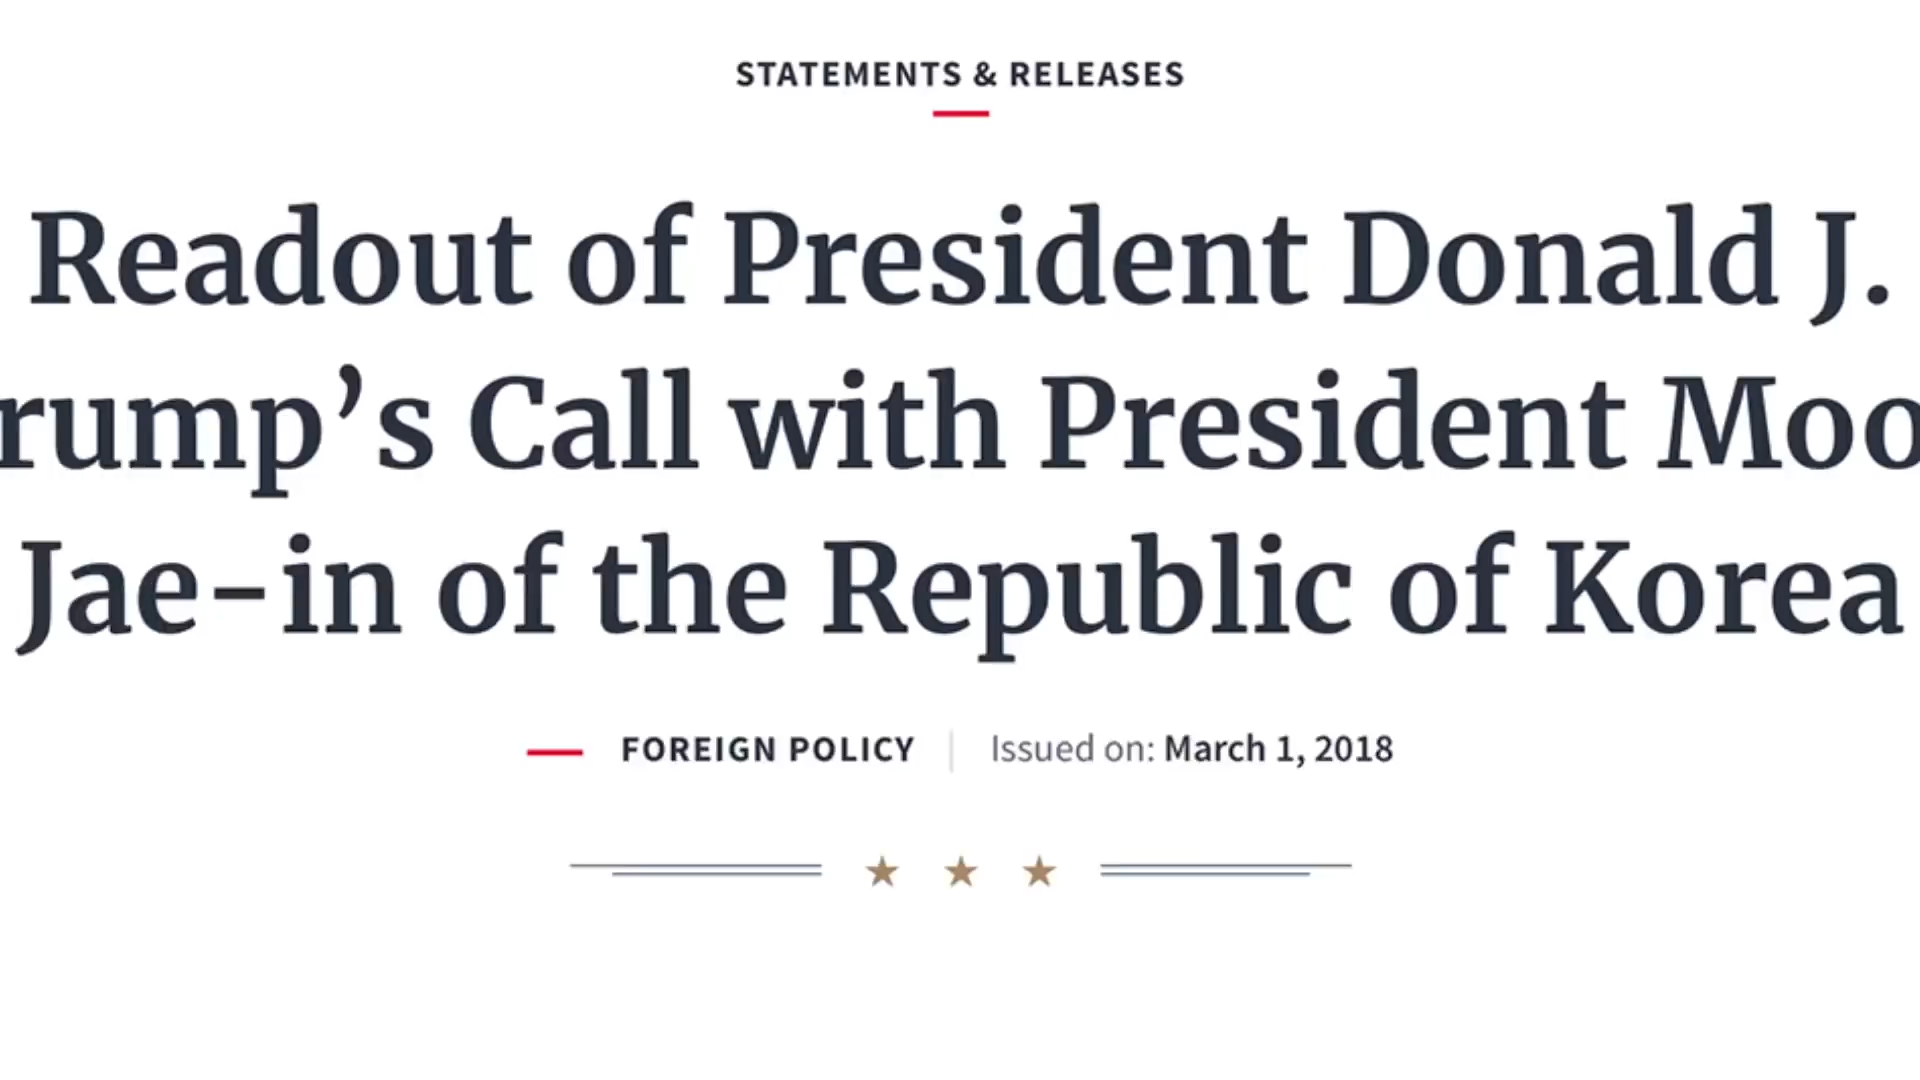 STATEMENTS & RELEASES
Readout of President Donald J.
rump’s Call with President Moo
Jae-in of the Republic of Korea
FOREIGN POLICY Issued on: March 1, 2018